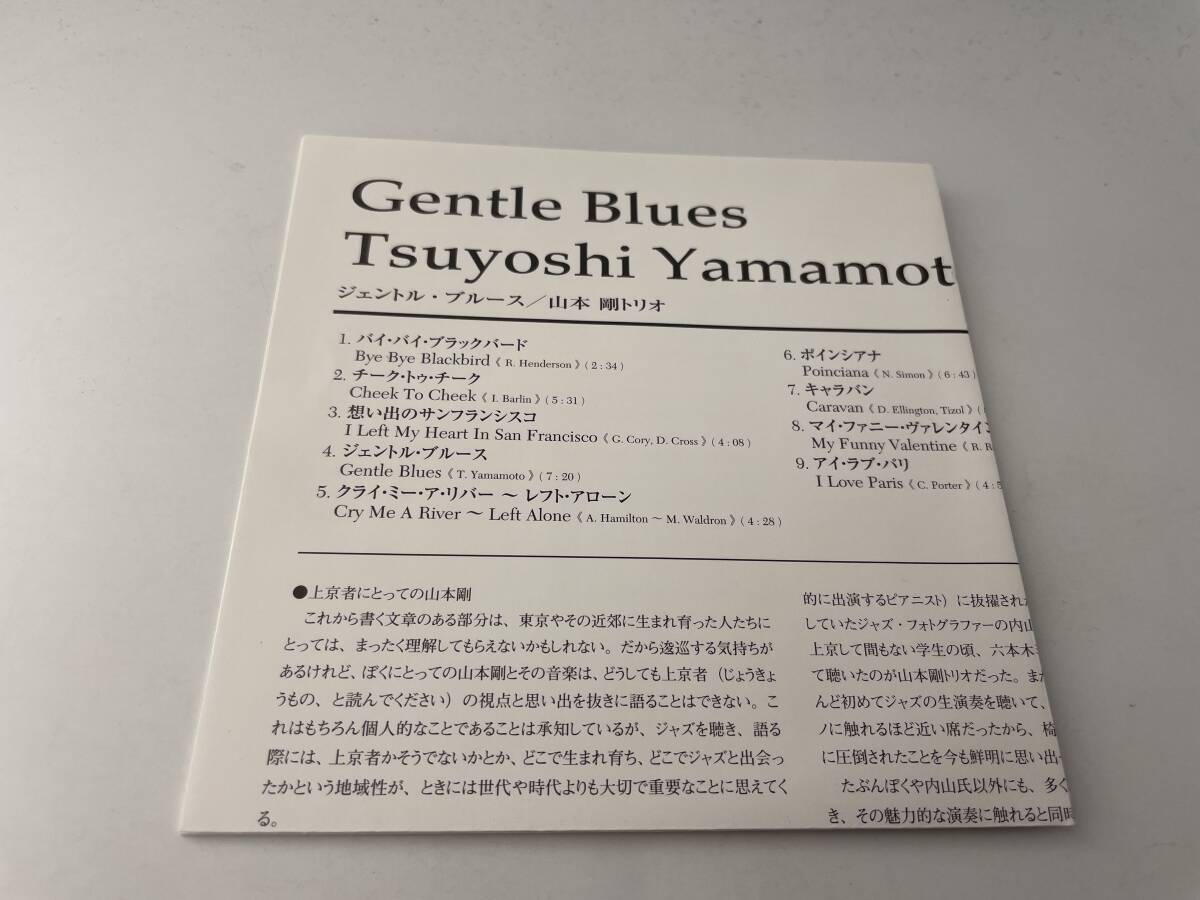 Gentle Blues
Tsuyoshi Yamamot
ジェントル・ブルース／山本 剛トリオ
1. バイ・バイ・ブラックバード
Bye Bye Blackbird《 R. Henderson 》( 2 : 34 )
2. チーク・トゥ・チーク
Cheek To Cheek《 I. Barlin 》( 5 : 31 )
3. 想い出のサンフランシスコ
I Left My Heart In San Francisco《 G. Cory, D. Cross 》( 4 : 08 )
4. ジェントル・ブルース
Gentle Blues《 T. Yamamoto 》( 7 : 20 )
5. クライ・ミー・ア・リバー 〜 レフト・アローン
Cry Me A River 〜 Left Alone《 A. Hamilton 〜 M. Waldron 》( 4 : 28 )
6. ポインシアナ
Poinciana《 N. Simon 》( 6 : 43 )
7. キャラバン
Caravan《 D. Ellington, Tizol 》(
8. マイ・ファニー・ヴァレンタイン
My Funny Valentine《 R. R
9. アイ・ラブ・パリ
I Love Paris《 C. Porter 》( 4 : 5
●上京者にとっての山本剛
これから書く文章のある部分は、東京やその近郊に生まれ育った人たちに
とっては、まったく理解してもらえないかもしれない。だから逡巡する気持ちが
あるけれど、ぼくにとっての山本剛とその音楽は、どうしても上京者（じょうきょ
うもの、と読んでください）の視点と思い出を抜きに語ることはできない。こ
れはもちろん個人的なことであることは承知しているが、ジャズを聴き、語る
際には、上京者かそうでないかとか、どこで生まれ育ち、どこでジャズと出会っ
たかという地域性が、ときには世代や時代よりも大切で重要なことに思えてく
る。
的に出演するピアニスト）に抜擢され
していたジャズ・フォトグラファーの内山
上京して間もない学生の頃、六本木
て聴いたのが山本剛トリオだった。また
んど初めてジャズの生演奏を聴いて、
ノに触れるほど近い席だったから、椅
に圧倒されたことを今も鮮明に思い出
たぶんぼくや内山氏以外にも、多く
き、その魅力的な演奏に触れると同時